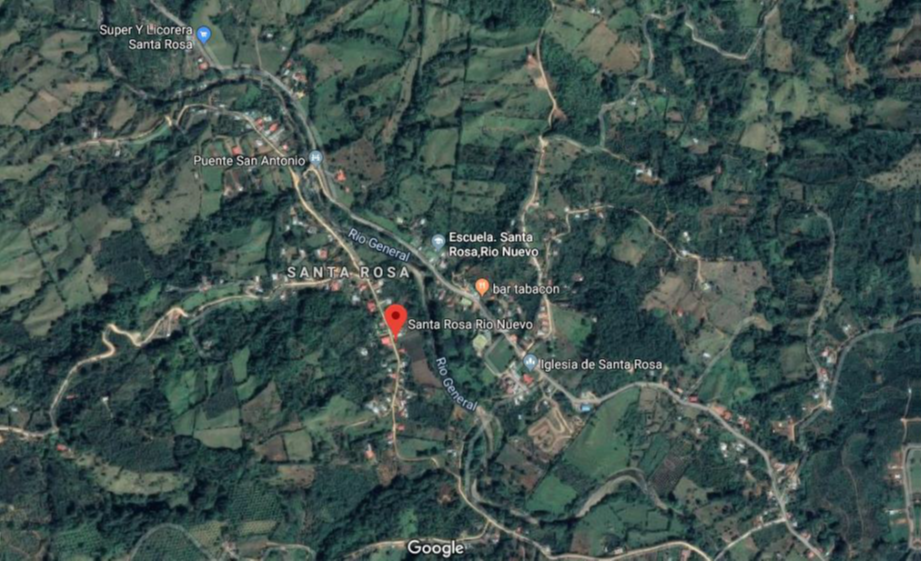 Super Y Licorera
Santa Rosa
Puente San Antonio
Rio General
Escuela. Santa
Rosa,Rio Nuevo
SANTA ROSA
bar tabacon
Santa Rosa Rio Nuevo
Iglesia de Santa Rosa
Rio General
Google